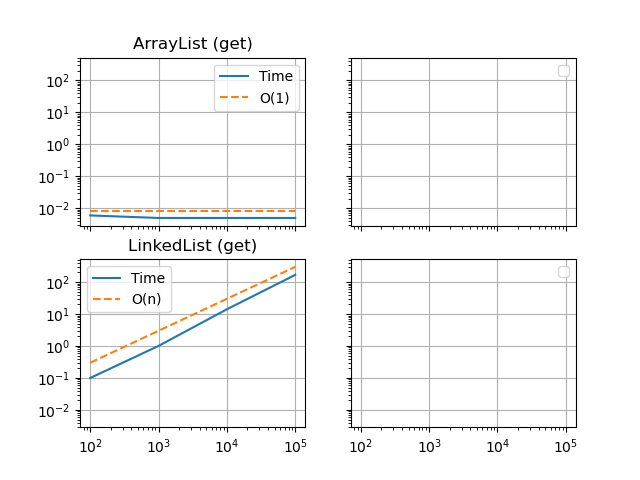 ArrayList (get)
10²
10¹
10⁰
10⁻¹
10⁻²
Time
O(1)
LinkedList (get)
10²
10¹
10⁰
10⁻¹
10⁻²
Time
O(n)
10² 10³ 10⁴ 10⁵
10² 10³ 10⁴ 10⁵